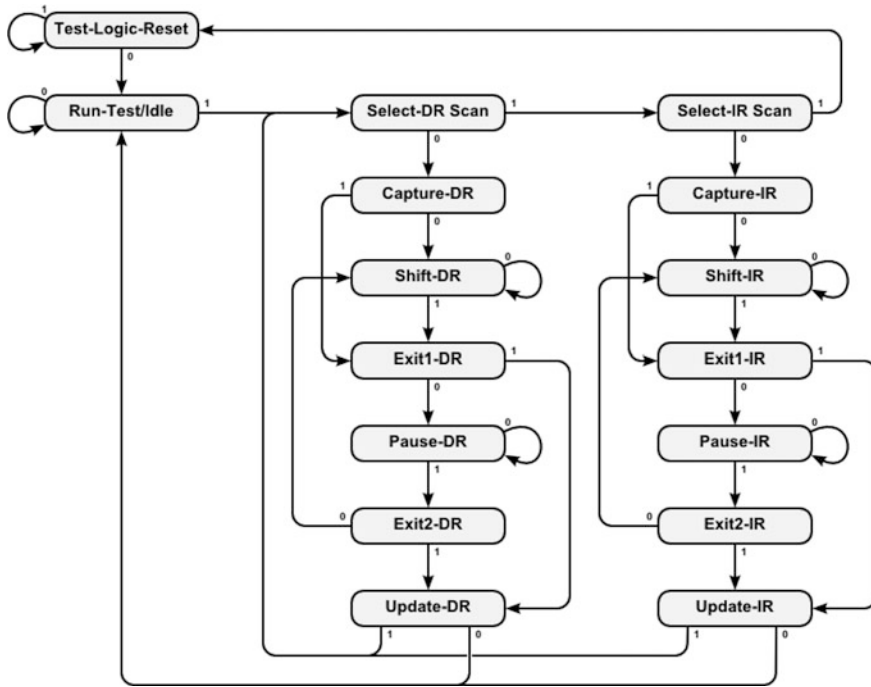 1
Test-Logic-Reset
0
0
Run-Test/Idle
1
Select-DR Scan
1
Select-IR Scan
1
0
0
1
Capture-DR
1
Capture-IR
0
0
Shift-DR
0
Shift-IR
0
1
1
Exit1-DR
1
Exit1-IR
1
0
0
Pause-DR
0
Pause-IR
0
1
1
0
Exit2-DR
0
Exit2-IR
1
1
Update-DR
Update-IR
1
0
1
0